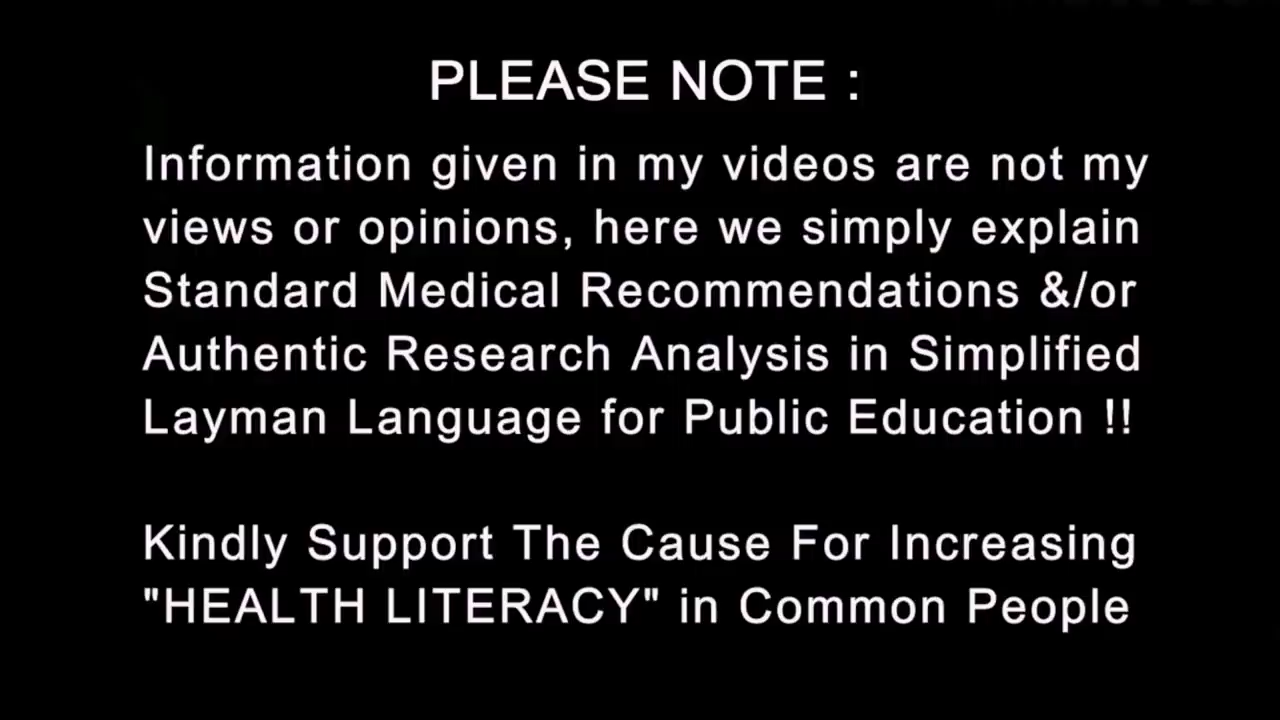 PLEASE NOTE :
Information given in my videos are not my
views or opinions, here we simply explain
Standard Medical Recommendations &/or
Authentic Research Analysis in Simplified
Layman Language for Public Education !!
Kindly Support The Cause For Increasing
"HEALTH LITERACY" in Common People